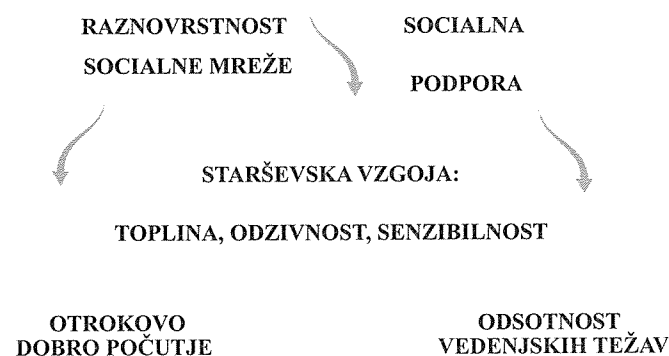 RAZNOVRSTNOST
SOCIALNE MREŽE
SOCIALNA
PODPORA
STARŠEVSKA VZGOJA:
TOPLINA, ODZIVNOST, SENZIBILNOST
OTROKOVO
DOBRO POČUTJE
ODSOTNOST
VEDENJSKIH TEŽAV